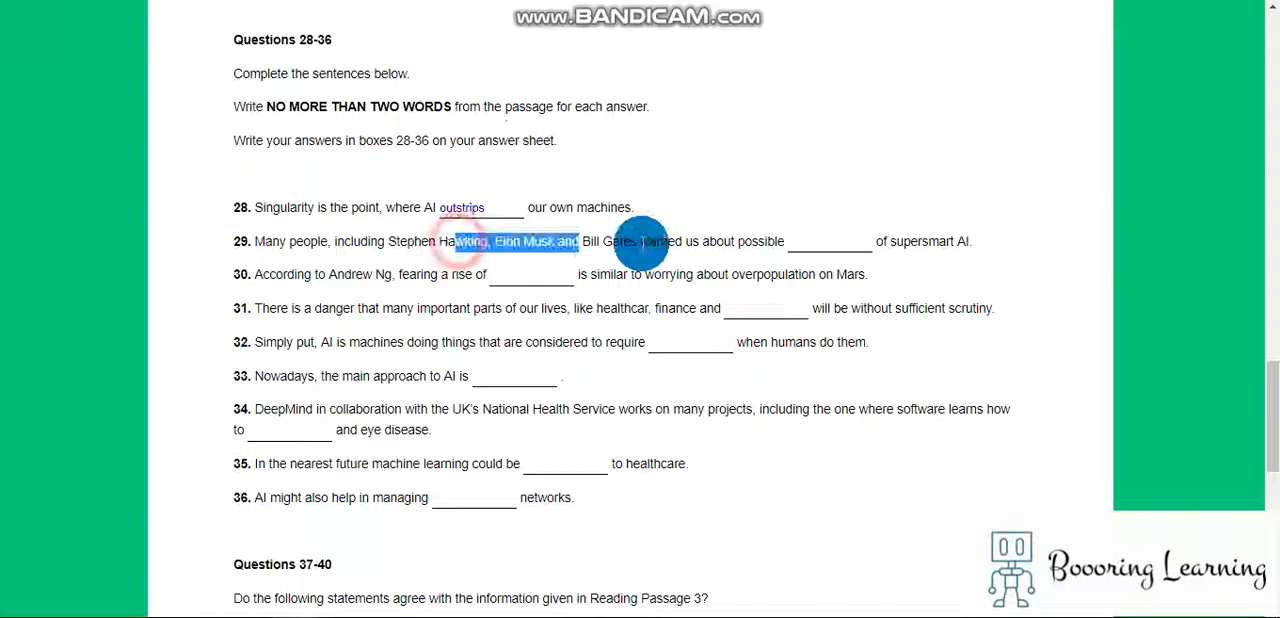 www.BANDICAM.com
Questions 28-36
Complete the sentences below.
Write NO MORE THAN TWO WORDS from the passage for each answer.
Write your answers in boxes 28-36 on your answer sheet.
28. Singularity is the point, where AI outstrips our own machines.
29. Many people, including Stephen Hawking, Elon Musk and Bill Gates warned us about possible ____ of supersmart AI.
30. According to Andrew Ng, fearing a rise of ____ is similar to worrying about overpopulation on Mars.
31. There is a danger that many important parts of our lives, like healthcar, finance and ____ will be without sufficient scrutiny.
32. Simply put, AI is machines doing things that are considered to require ____ when humans do them.
33. Nowadays, the main approach to AI is ____ .
34. DeepMind in collaboration with the UK's National Health Service works on many projects, including the one where software learns how
to ____ and eye disease.
35. In the nearest future machine learning could be ____ to healthcare.
36. AI might also help in managing ____ networks.
Boooring Learning
Questions 37-40
Do the following statements agree with the information given in Reading Passage 3?